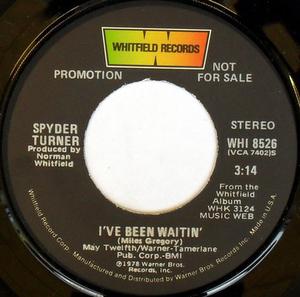 WHITFIELD RECORDS
PROMOTION
NOT
FOR SALE
SPYDER
TURNER
Produced by
Norman
Whitfield
STEREO
WHI 8526
(VCA 7402)S
3:14
From the
Whitfield
Album
WHK 3124
MUSIC WEB
I'VE BEEN WAITIN'
(Miles Gregory)
May Twelfth/Warner-Tamerlane
Pub. Corp.-BMI
℗1978 Warner Bros.
Records, Inc.
Whitfield Record Corp. - Manufactured and Distributed by Warner Bros. Records Inc.
Made in U.S.A.